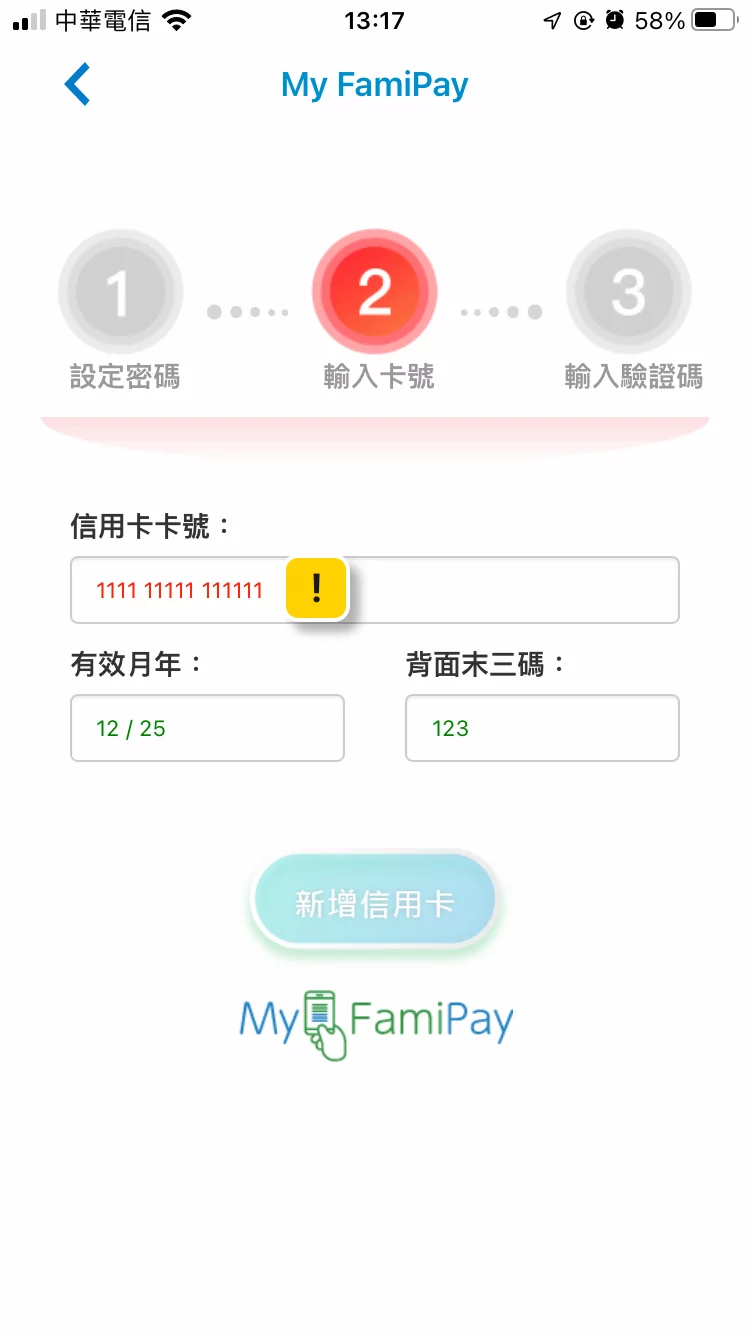 中華電信 13:17 58%
My FamiPay
1 2 3
設定密碼 輸入卡號 輸入驗證碼
信用卡卡號：
1111 11111 111111 !
有效月年： 背面末三碼：
12 / 25 123
新增信用卡
My FamiPay